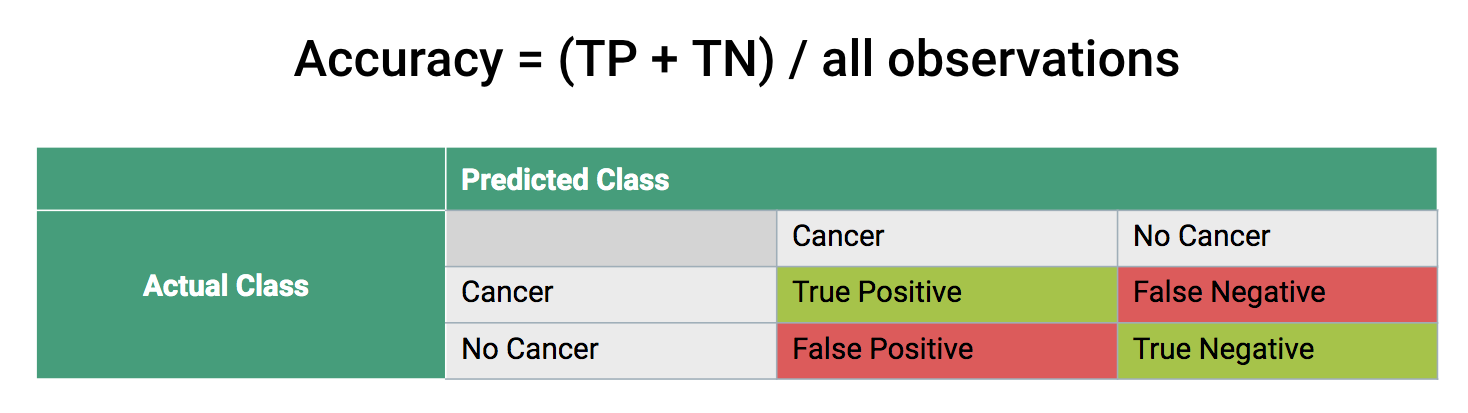 Accuracy = (TP + TN) / all observations
Predicted Class
Cancer No Cancer
Actual Class
Cancer True Positive False Negative
No Cancer False Positive True Negative